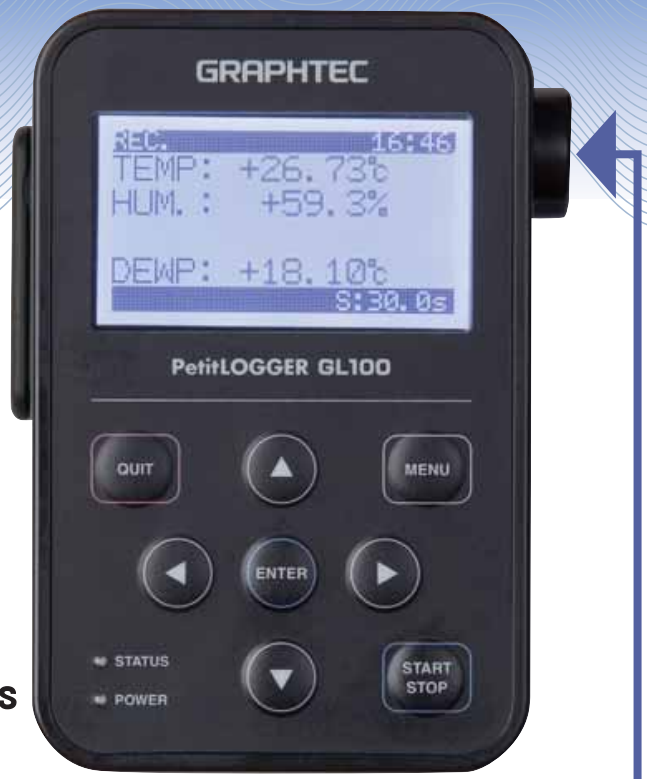 GRAPHTEC
REC. 16:46
TEMP: +26.73℃
HUM.: +59.3%
DEWP: +18.10℃
S:30.0s
PetitLOGGER GL100
QUIT
MENU
ENTER
STATUS
POWER
START
STOP
s